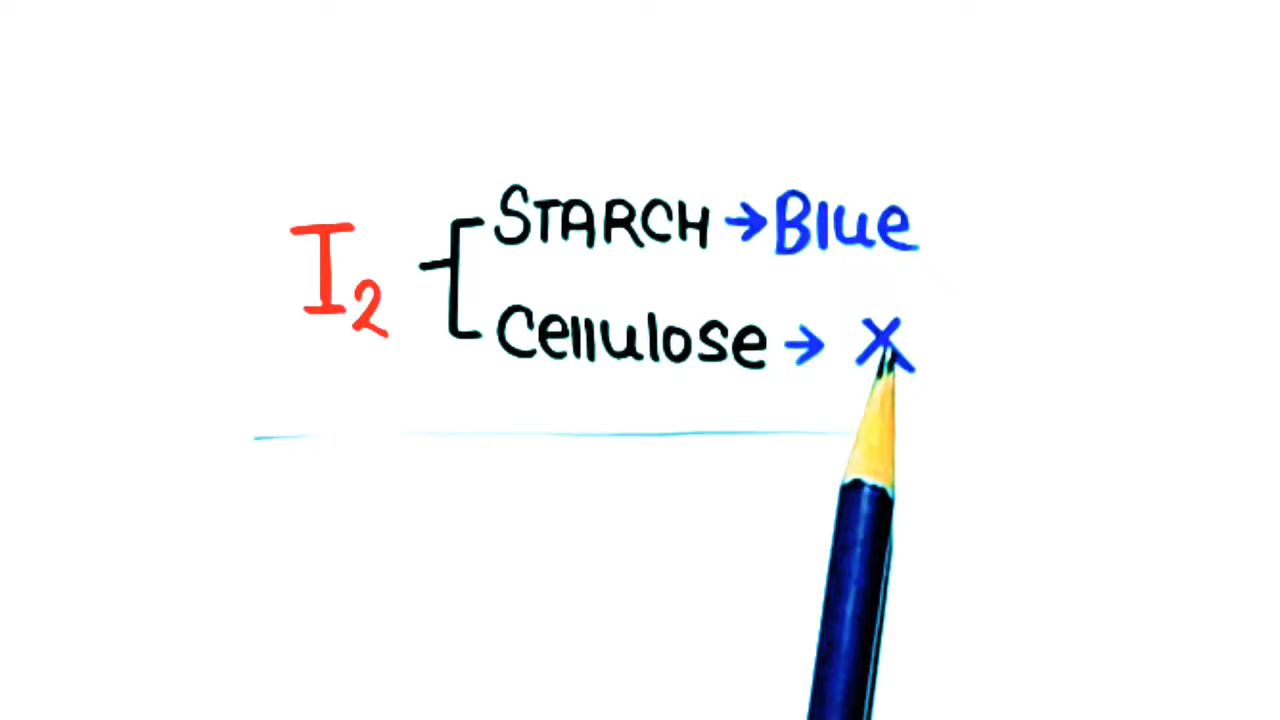 I₂
STARCH → Blue
Cellulose → X